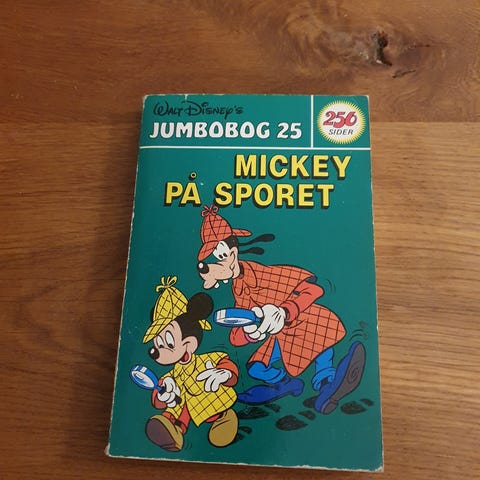 Walt Disney's
JUMBOBOG 25
256
SIDER
MICKEY
PÅ SPORET